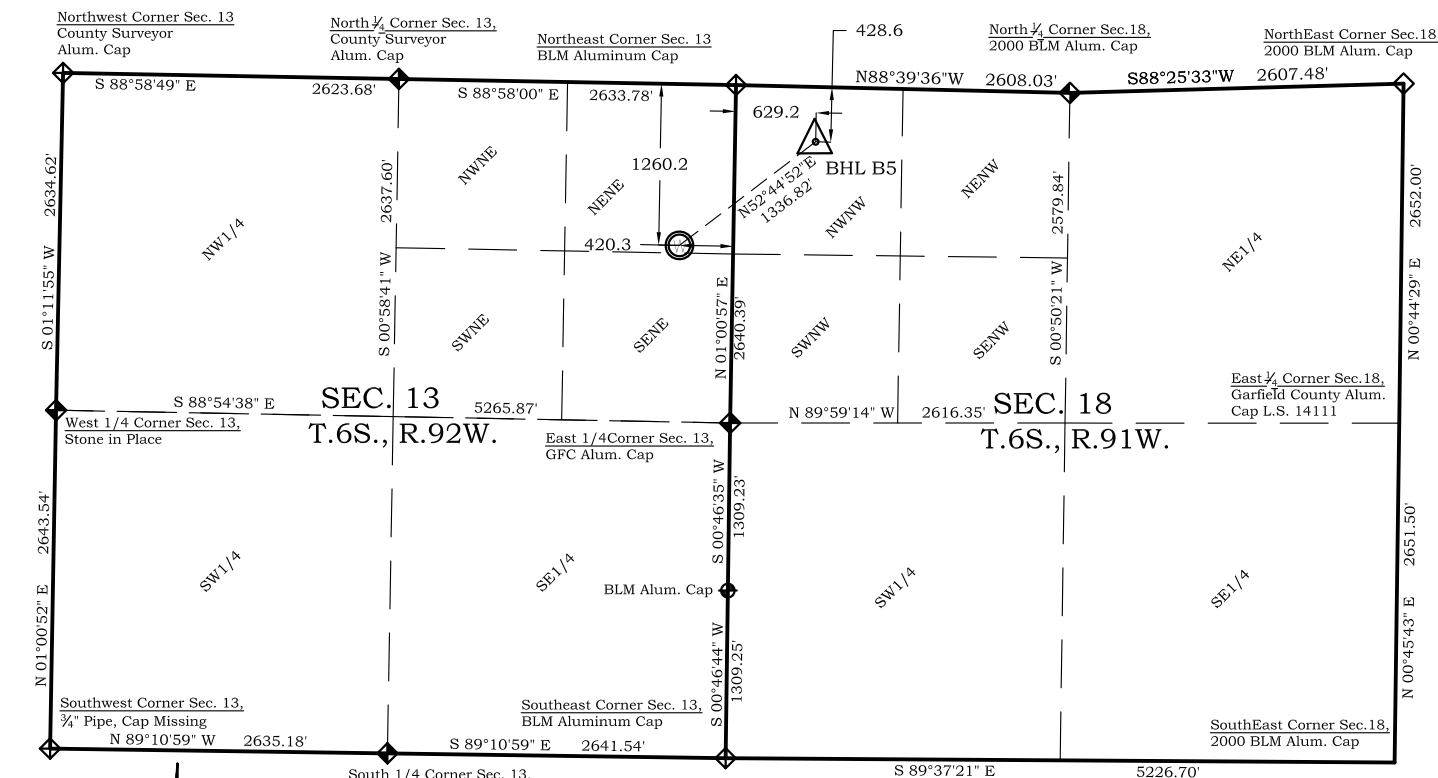 Northwest Corner Sec. 13
County Surveyor
Alum. Cap
North ¼ Corner Sec. 13,
County Surveyor
Alum. Cap
Northeast Corner Sec. 13
BLM Aluminum Cap
428.6
North ¼ Corner Sec.18,
2000 BLM Alum. Cap
NorthEast Corner Sec.18
2000 BLM Alum. Cap
S 88°58'49" E 2623.68'
S 88°58'00" E 2633.78'
N88°39'36"W 2608.03'
S88°25'33"W 2607.48'
629.2
BHL B5
N52°44'52"E
1336.82'
1260.2
420.3
NWNE
NENE
NWNW
NENW
NW1/4
NE1/4
S 01°11'55" W 2634.62'
S 00°58'41" W 2637.60'
N 01°00'57" E
2640.39'
S 00°50'21" W 2579.84'
N 00°44'29" E 2652.00'
SWNE
SENE
SWNW
SENW
S 88°54'38" E 5265.87'
N 89°59'14" W 2616.35'
SEC. 13
T.6S., R.92W.
SEC. 18
T.6S., R.91W.
West 1/4 Corner Sec. 13,
Stone in Place
East 1/4Corner Sec. 13,
GFC Alum. Cap
East ¼ Corner Sec.18,
Garfield County Alum.
Cap L.S. 14111
N 01°00'52" E 2643.54'
S 00°46'35" W
1309.23'
BLM Alum. Cap
S 00°46'44" W
1309.25'
N 00°45'43" E 2651.50'
SW1/4
SE1/4
SW1/4
SE1/4
Southwest Corner Sec. 13,
¾" Pipe, Cap Missing
Southeast Corner Sec. 13,
BLM Aluminum Cap
SouthEast Corner Sec.18,
2000 BLM Alum. Cap
N 89°10'59" W 2635.18'
S 89°10'59" E 2641.54'
S 89°37'21" E 5226.70'
South 1/4 Corner Sec. 13,